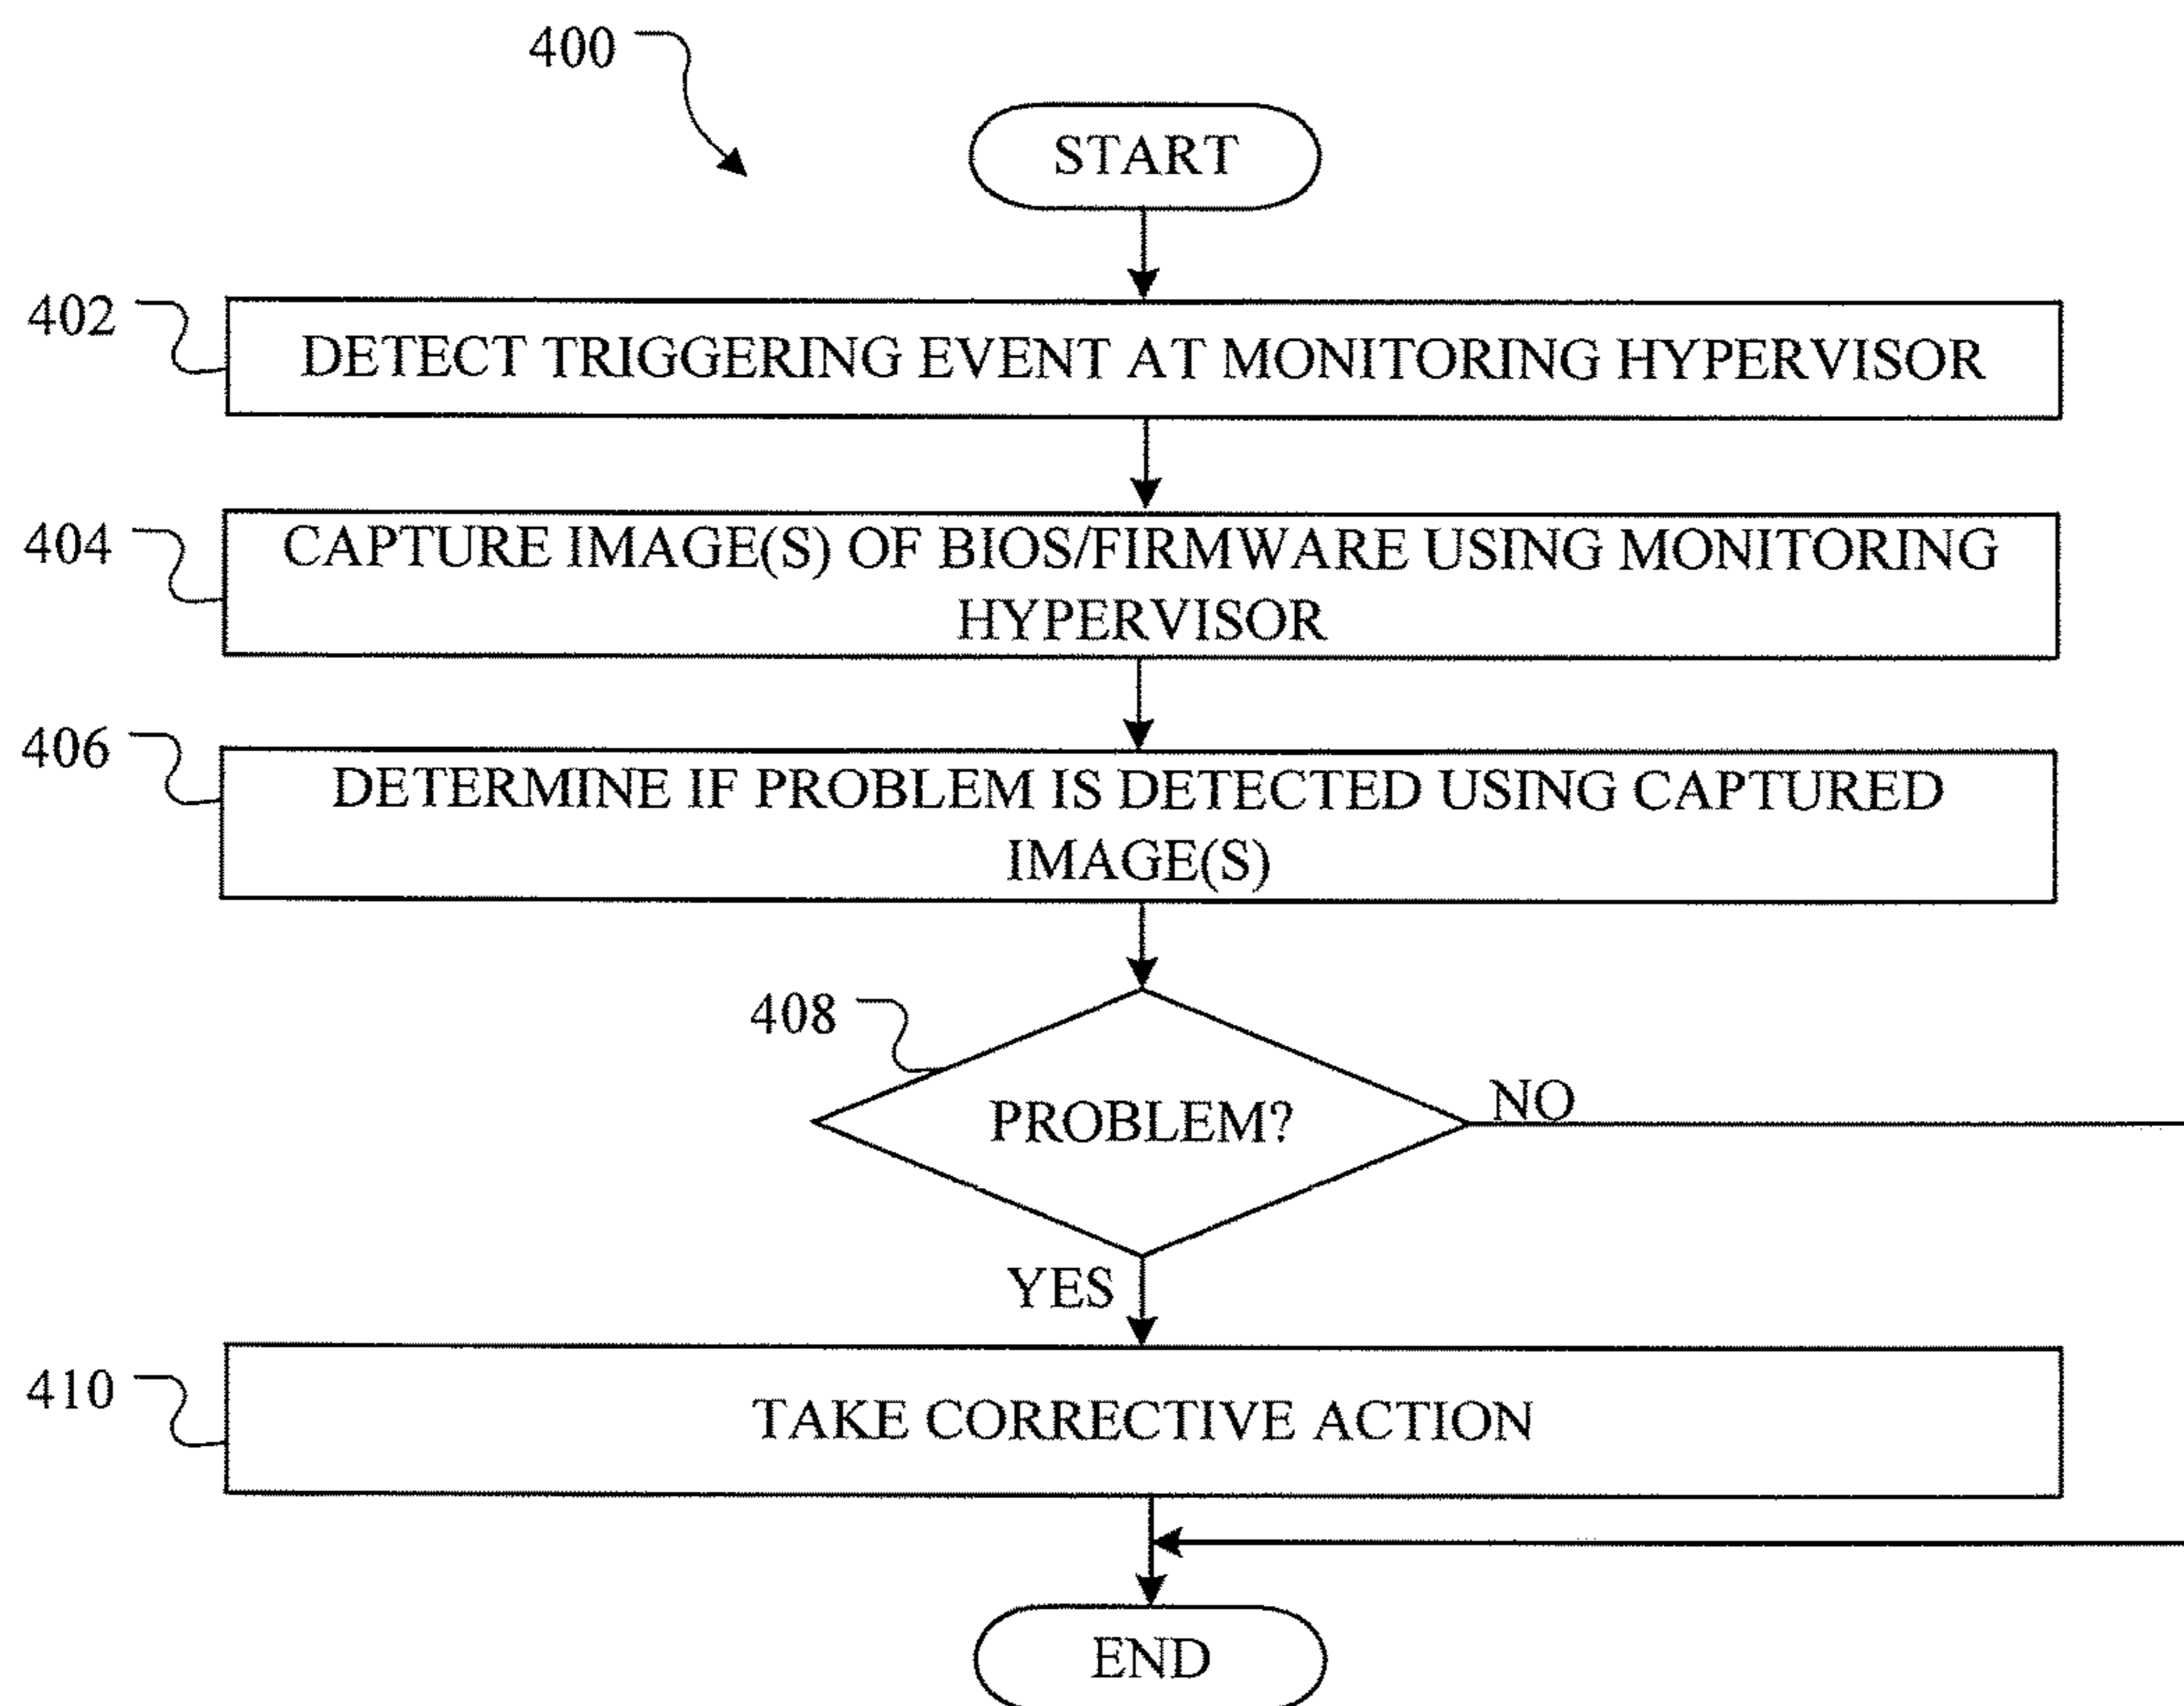 400
START
402
DETECT TRIGGERING EVENT AT MONITORING HYPERVISOR
404
CAPTURE IMAGE(S) OF BIOS/FIRMWARE USING MONITORING
HYPERVISOR
406
DETERMINE IF PROBLEM IS DETECTED USING CAPTURED
IMAGE(S)
408
PROBLEM?
NO
YES
410
TAKE CORRECTIVE ACTION
END